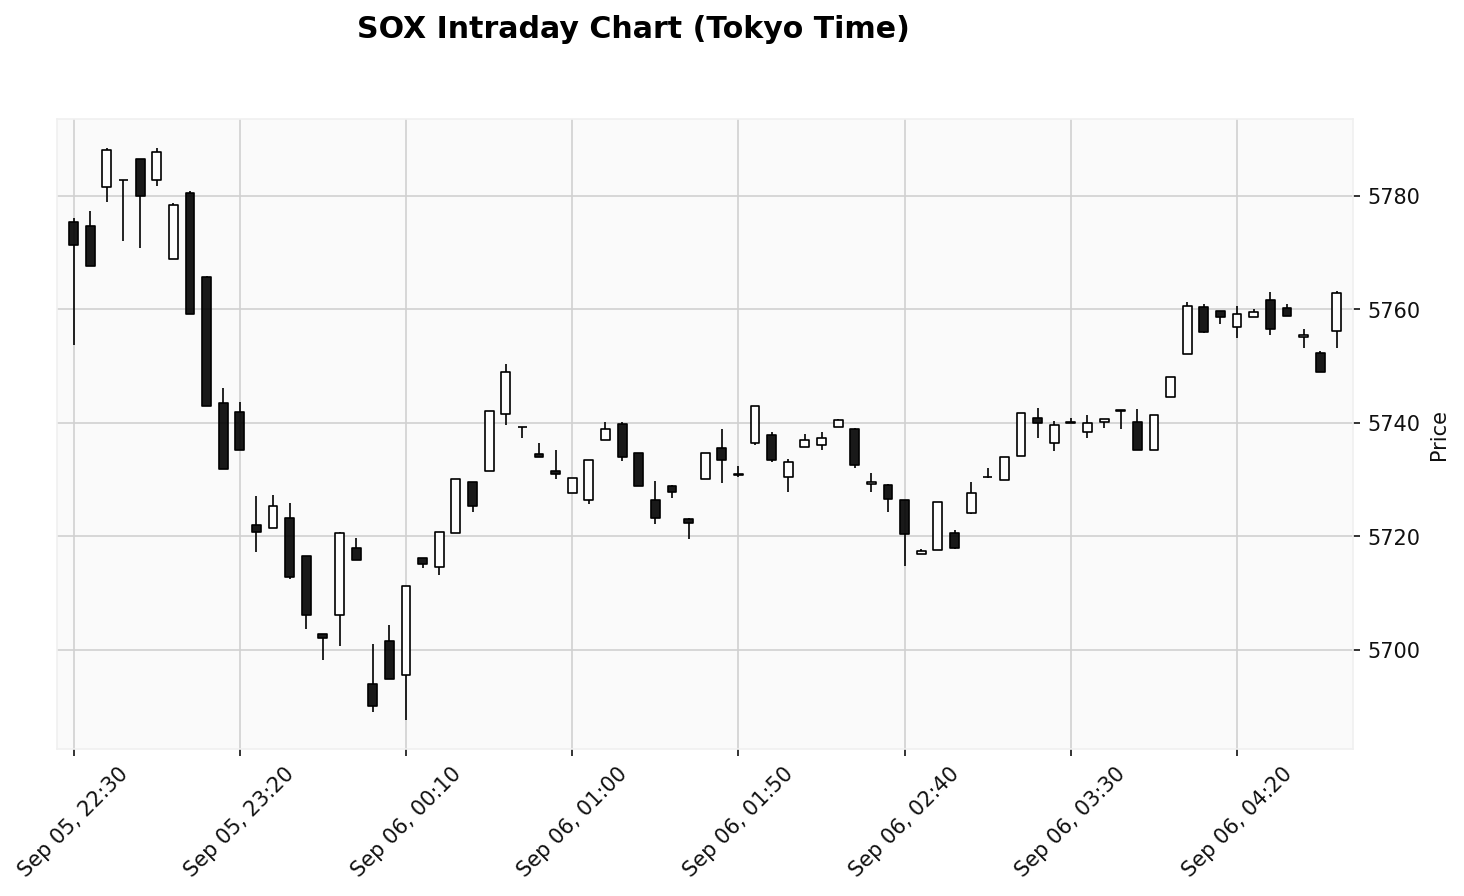 SOX Intraday Chart (Tokyo Time)
5780
5760
5740
5720
5700
Price
Sep 05, 22:30
Sep 05, 23:20
Sep 06, 00:10
Sep 06, 01:00
Sep 06, 01:50
Sep 06, 02:40
Sep 06, 03:30
Sep 06, 04:20